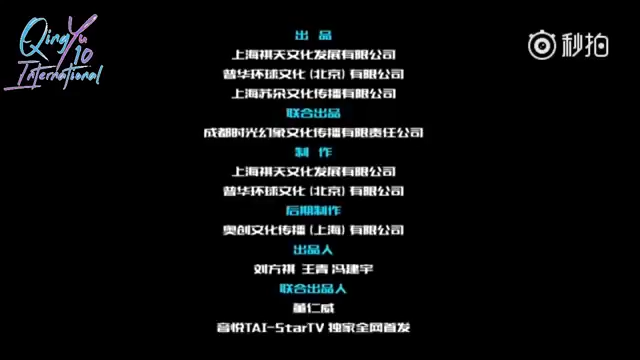 QingYu
10
International
秒拍
出 品
上海祺天文化发展有限公司
普华环球文化(北京)有限公司
上海苏朵文化传播有限公司
联合出品
成都时光幻象文化传播有限责任公司
制 作
上海祺天文化发展有限公司
普华环球文化(北京)有限公司
后期制作
奥创文化传播(上海)有限公司
出品人
刘方祺 王青 冯建宇
联合出品人
董仁威
音悦TAI-StarTV 独家全网首发